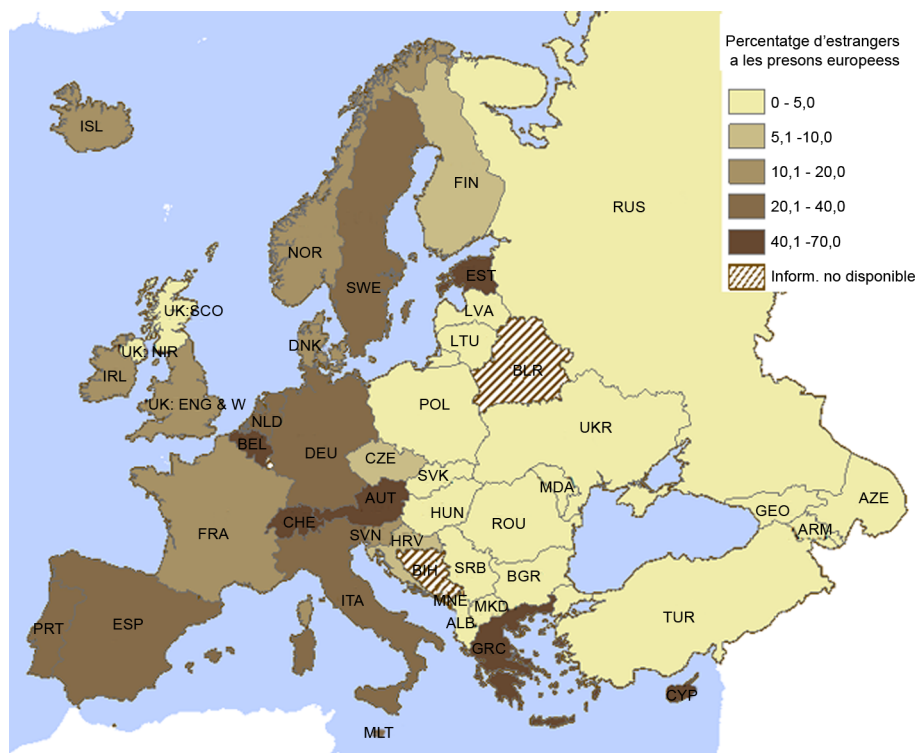 Percentatge d'estrangers
a les presons europeess
0 - 5,0
5,1 -10,0
10,1 - 20,0
20,1 - 40,0
40,1 -70,0
Inform. no disponible
ISL
FIN
RUS
NOR
SWE
EST
UK:SCO
LVA
LTU
DNK
UK: NIR
IRL
BLR
UK: ENG & W
NLD
POL
BEL
DEU
UKR
CZE
SVK
MDA
AUT
HUN
AZE
CHE
GEO
ROU
FRA
SVN
HRV
ARM
BIH
SRB
BGR
ITA
MNE
MKD
PRT
ESP
ALB
TUR
GRC
CYP
MLT